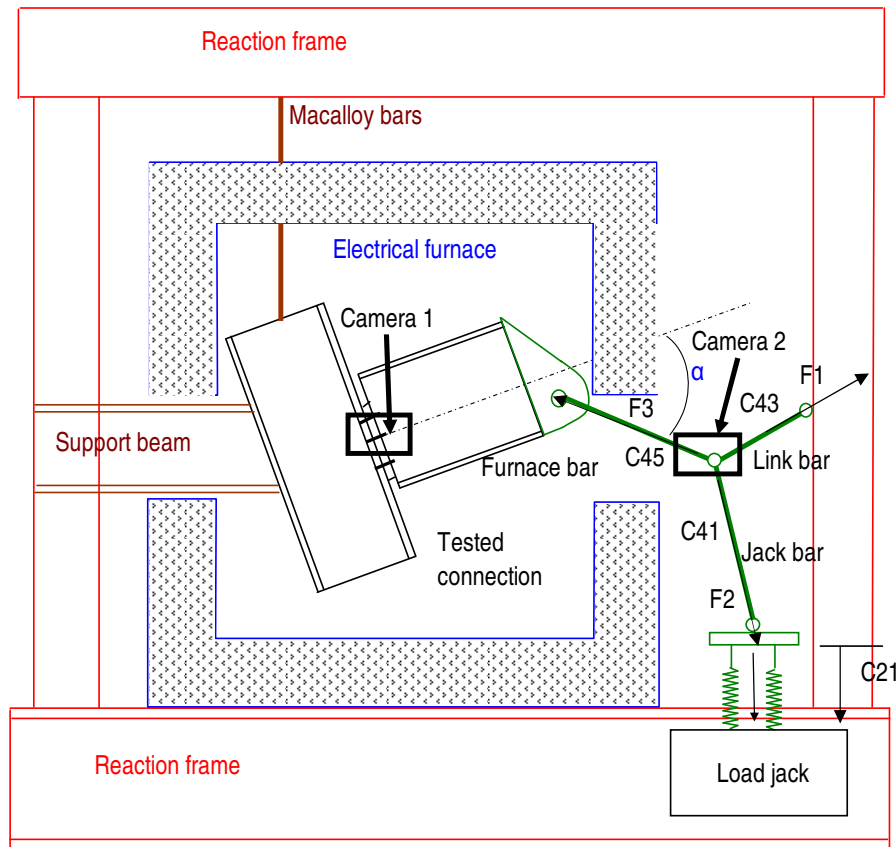 Reaction frame
Macalloy bars
Electrical furnace
Camera 1
Camera 2
α
F1
F3
C43
Support beam
Furnace bar
C45
Link bar
C41
Tested
connection
Jack bar
F2
C21
Reaction frame
Load jack